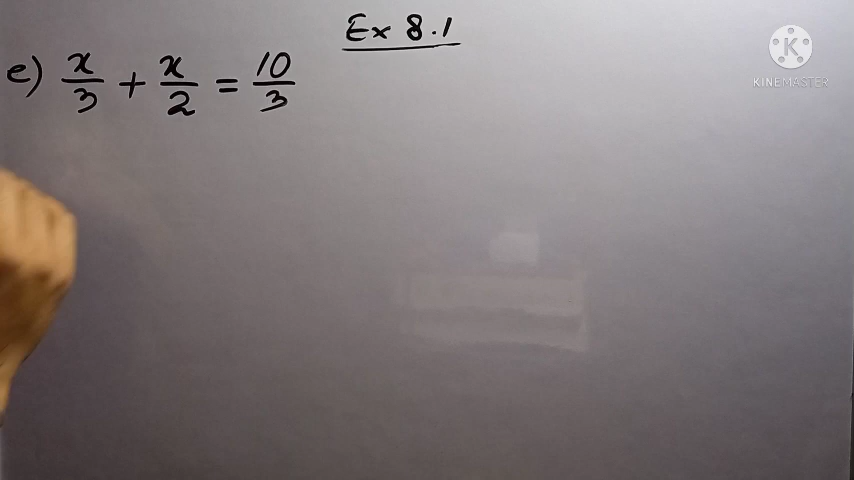 Ex 8.1
e) x/3 + x/2 = 10/3
K
KINEMASTER